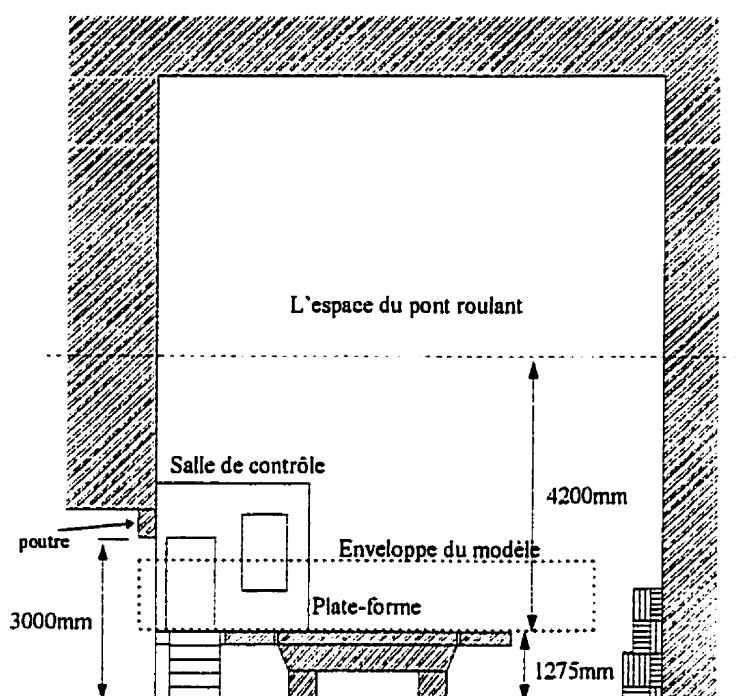 L`espace du pont roulant
Salle de contrôle
4200mm
poutre
Enveloppe du modèle
Plate-forme
3000mm
1275mm